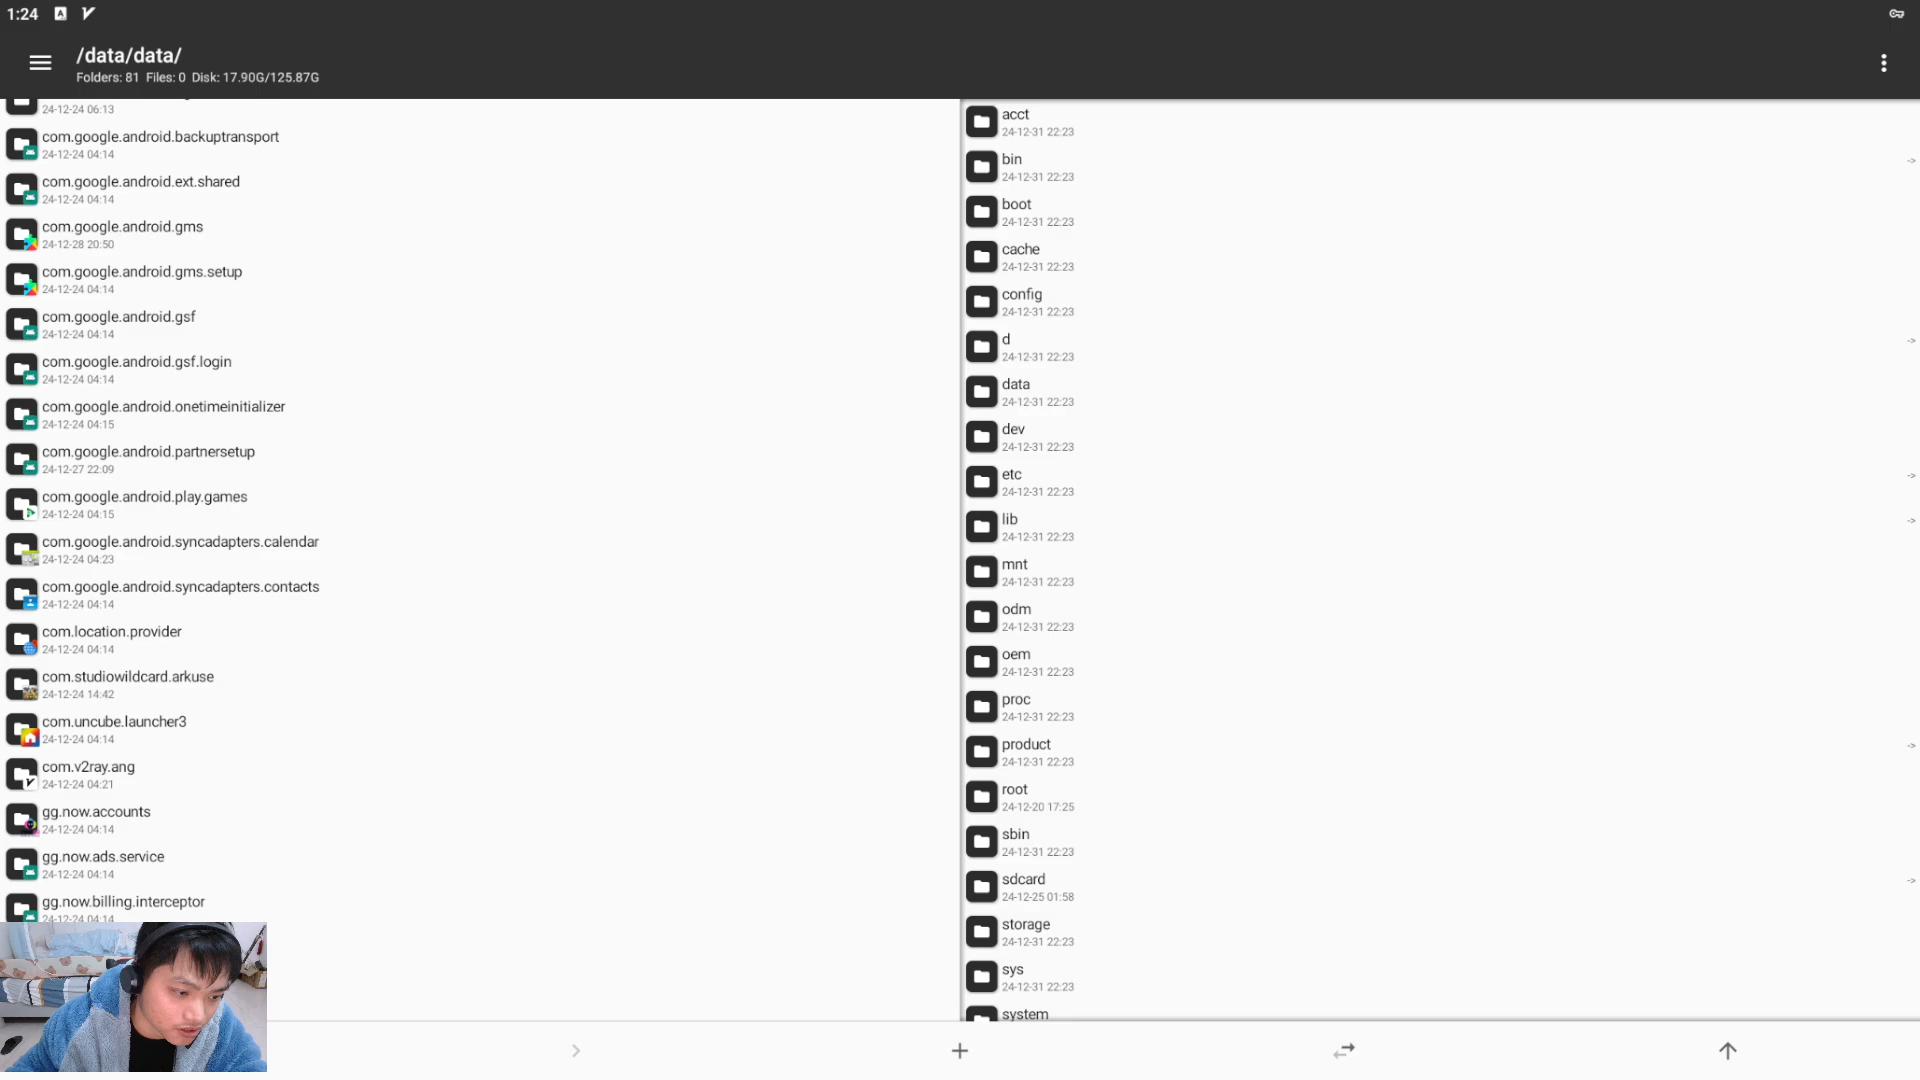 1:24
/data/data/
Folders: 81 Files: 0 Disk: 17.90G/125.87G
24-12-24 06:13
com.google.android.backuptransport
24-12-24 04:14
com.google.android.ext.shared
24-12-24 04:14
com.google.android.gms
24-12-28 20:50
com.google.android.gms.setup
24-12-24 04:14
com.google.android.gsf
24-12-24 04:14
com.google.android.gsf.login
24-12-24 04:14
com.google.android.onetimeinitializer
24-12-24 04:15
com.google.android.partnersetup
24-12-27 22:09
com.google.android.play.games
24-12-24 04:15
com.google.android.syncadapters.calendar
24-12-24 04:23
com.google.android.syncadapters.contacts
24-12-24 04:14
com.location.provider
24-12-24 04:14
com.studiowildcard.arkuse
24-12-24 14:42
com.uncube.launcher3
24-12-24 04:14
com.v2ray.ang
24-12-24 04:21
gg.now.accounts
24-12-24 04:14
gg.now.ads.service
24-12-24 04:14
gg.now.billing.interceptor
24-12-24 04:14
acct
24-12-31 22:23
bin
->
24-12-31 22:23
boot
24-12-31 22:23
cache
24-12-31 22:23
config
24-12-31 22:23
d
->
24-12-31 22:23
data
24-12-31 22:23
dev
24-12-31 22:23
etc
->
24-12-31 22:23
lib
->
24-12-31 22:23
mnt
24-12-31 22:23
odm
24-12-31 22:23
oem
24-12-31 22:23
proc
24-12-31 22:23
product
->
24-12-31 22:23
root
24-12-20 17:25
sbin
24-12-31 22:23
sdcard
->
24-12-25 01:58
storage
24-12-31 22:23
sys
24-12-31 22:23
system